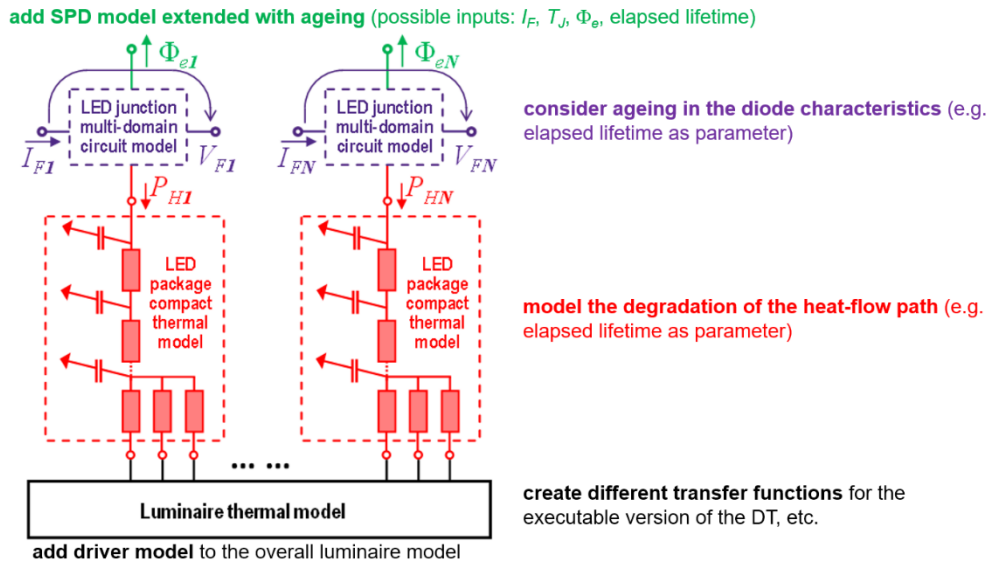 add SPD model extended with ageing (possible inputs: IF, TJ, Φe, elapsed lifetime)
Φe1
ΦeN
LED junction
multi-domain
circuit model
IF1
VF1
LED junction
multi-domain
circuit model
IFN
VFN
consider ageing in the diode characteristics (e.g.
elapsed lifetime as parameter)
PH1
PHN
LED
package
compact
thermal
model
LED
package
compact
thermal
model
model the degradation of the heat-flow path (e.g.
elapsed lifetime as parameter)
... ...
Luminaire thermal model
create different transfer functions for the
executable version of the DT, etc.
add driver model to the overall luminaire model